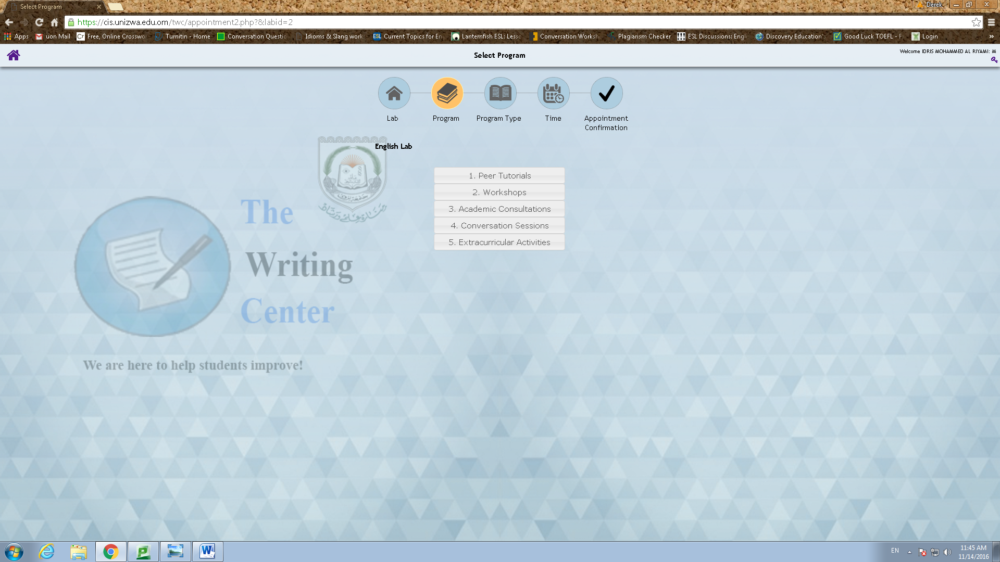 Select Program
Derek
https://cis.unizwa.edu.om/twc/appointment2.php?&labid=2
Apps
uon Mail
Free, Online Crosswo
Turnitin - Home
Conversation Questio
Idioms & Slang work
ESL Current Topics for En
Lanternfish ESL: Lesso
Conversation Worksh
Plagiarism Checker
ESL Discussions: Engli
Discovery Education'
Good Luck TOEFL - F
Login
Select Program
Welcome IDRIS MOHAMMED AL RIYAMI: M
Lab
Program
Program Type
Time
Appointment
Confirmation
English Lab
1. Peer Tutorials
2. Workshops
3. Academic Consultations
4. Conversation Sessions
5. Extracurricular Activities
The
Writing
Center
We are here to help students improve!
EN
11:45 AM
11/14/2016